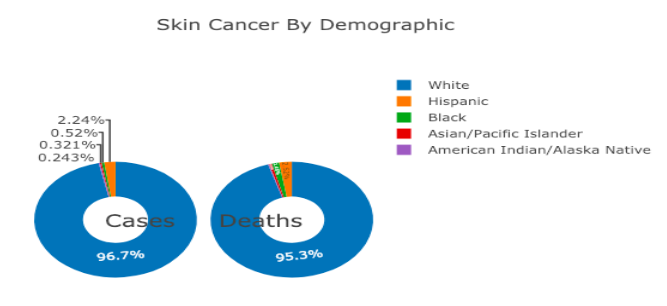 Skin Cancer By Demographic
White
Hispanic
Black
Asian/Pacific Islander
American Indian/Alaska Native
2.24%
0.52%
0.321%
0.243%
Cases
Deaths
96.7%
95.3%